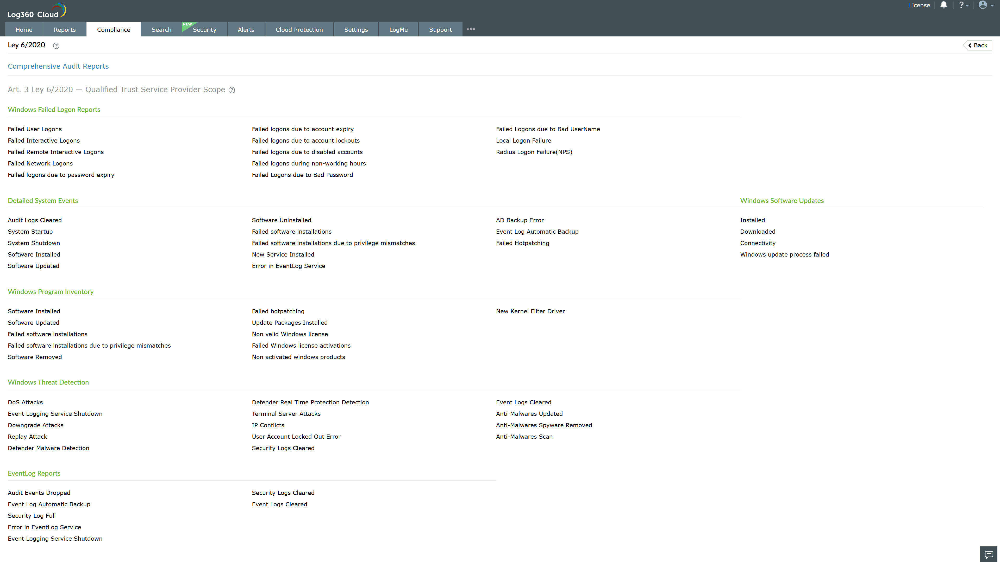 Log360 Cloud
License
?
Home
Reports
Compliance
Search
NEW
Security
Alerts
Cloud Protection
Settings
LogMe
Support
Ley 6/2020
?
Back
Comprehensive Audit Reports
Art. 3 Ley 6/2020 — Qualified Trust Service Provider Scope ?
Windows Failed Logon Reports
Failed User Logons
Failed Interactive Logons
Failed Remote Interactive Logons
Failed Network Logons
Failed logons due to password expiry
Failed logons due to account expiry
Failed logons due to account lockouts
Failed logons due to disabled accounts
Failed logons during non-working hours
Failed Logons due to Bad Password
Failed Logons due to Bad UserName
Local Logon Failure
Radius Logon Failure(NPS)
Detailed System Events
Audit Logs Cleared
System Startup
System Shutdown
Software Installed
Software Updated
Software Uninstalled
Failed software installations
Failed software installations due to privilege mismatches
New Service Installed
Error in EventLog Service
AD Backup Error
Event Log Automatic Backup
Failed Hotpatching
Windows Software Updates
Installed
Downloaded
Connectivity
Windows update process failed
Windows Program Inventory
Software Installed
Software Updated
Failed software installations
Failed software installations due to privilege mismatches
Software Removed
Failed hotpatching
Update Packages Installed
Non valid Windows license
Failed Windows license activations
Non activated windows products
New Kernel Filter Driver
Windows Threat Detection
DoS Attacks
Event Logging Service Shutdown
Downgrade Attacks
Replay Attack
Defender Malware Detection
Defender Real Time Protection Detection
Terminal Server Attacks
IP Conflicts
User Account Locked Out Error
Security Logs Cleared
Event Logs Cleared
Anti-Malwares Updated
Anti-Malwares Spyware Removed
Anti-Malwares Scan
EventLog Reports
Audit Events Dropped
Event Log Automatic Backup
Security Log Full
Error in EventLog Service
Event Logging Service Shutdown
Security Logs Cleared
Event Logs Cleared